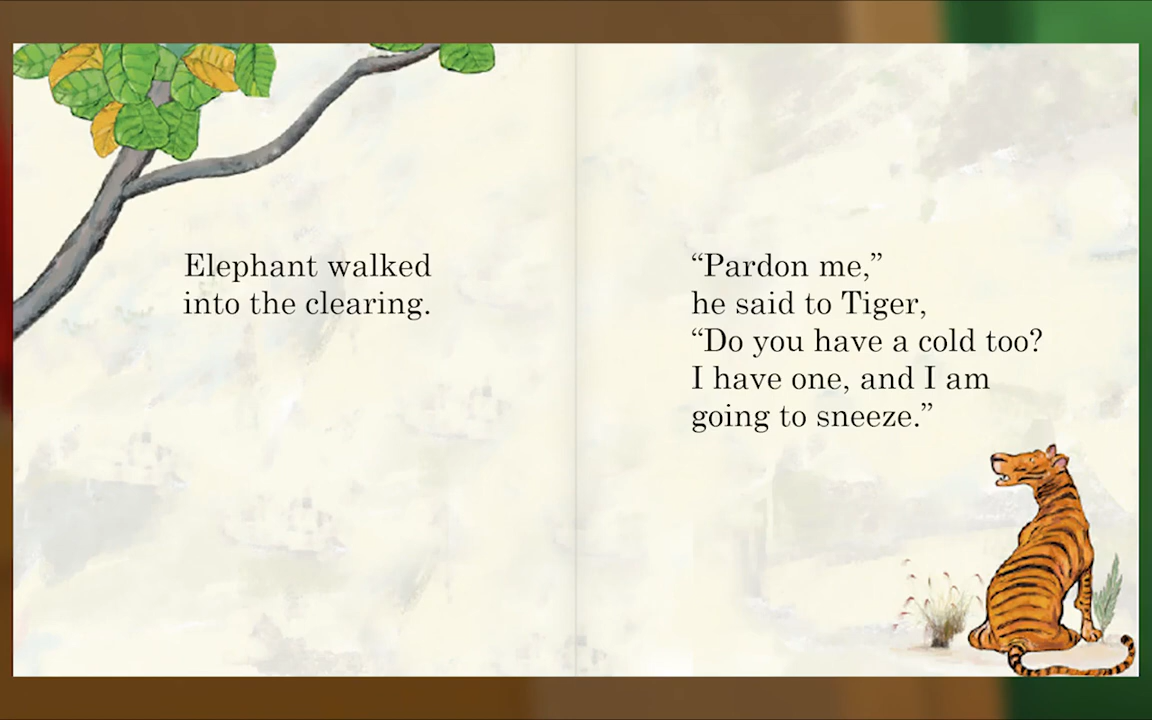 Elephant walked
into the clearing.
“Pardon me,”
he said to Tiger,
“Do you have a cold too?
I have one, and I am
going to sneeze.”